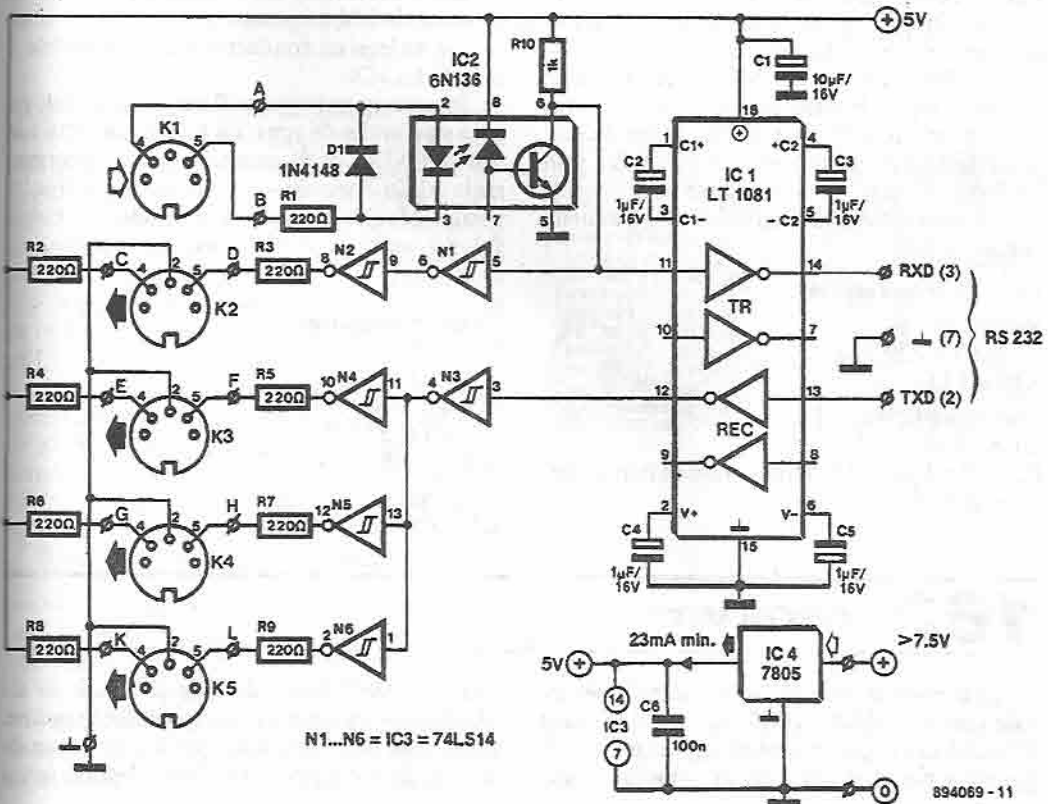 5V
R10
1k
IC2
6N136
C1
10µF/
16V
A
2
8
6
18
K1
4
5
D1
1N4148
1
C1+
4
+C2
C2
IC 1
LT 1081
C3
1µF/
16V
3
C1−
5
−C2
1µF/
16V
B
R1
220Ω
3
7
5
R2
220Ω
C
4
2
5
D
R3
220Ω
8
N2
9
6
N1
5
11
14
RXD (3)
K2
TR
10
7
(7)
RS 232
R4
220Ω
E
4
2
5
F
R5
220Ω
10
N4
11
4
N3
3
12
13
TXD (2)
K3
REC
9
8
R6
220Ω
G
4
2
5
H
R7
220Ω
12
N5
13
K4
2
V+
6
V−
C4
15
C5
1µF/
16V
1µF/
16V
R8
220Ω
K
4
2
5
L
R9
220Ω
2
N6
1
K5
23mA min.
IC 4
7805
>7.5V
5V
14
IC3
7
C6
100n
N1...N6 = IC3 = 74LS14
0
894069 - 11